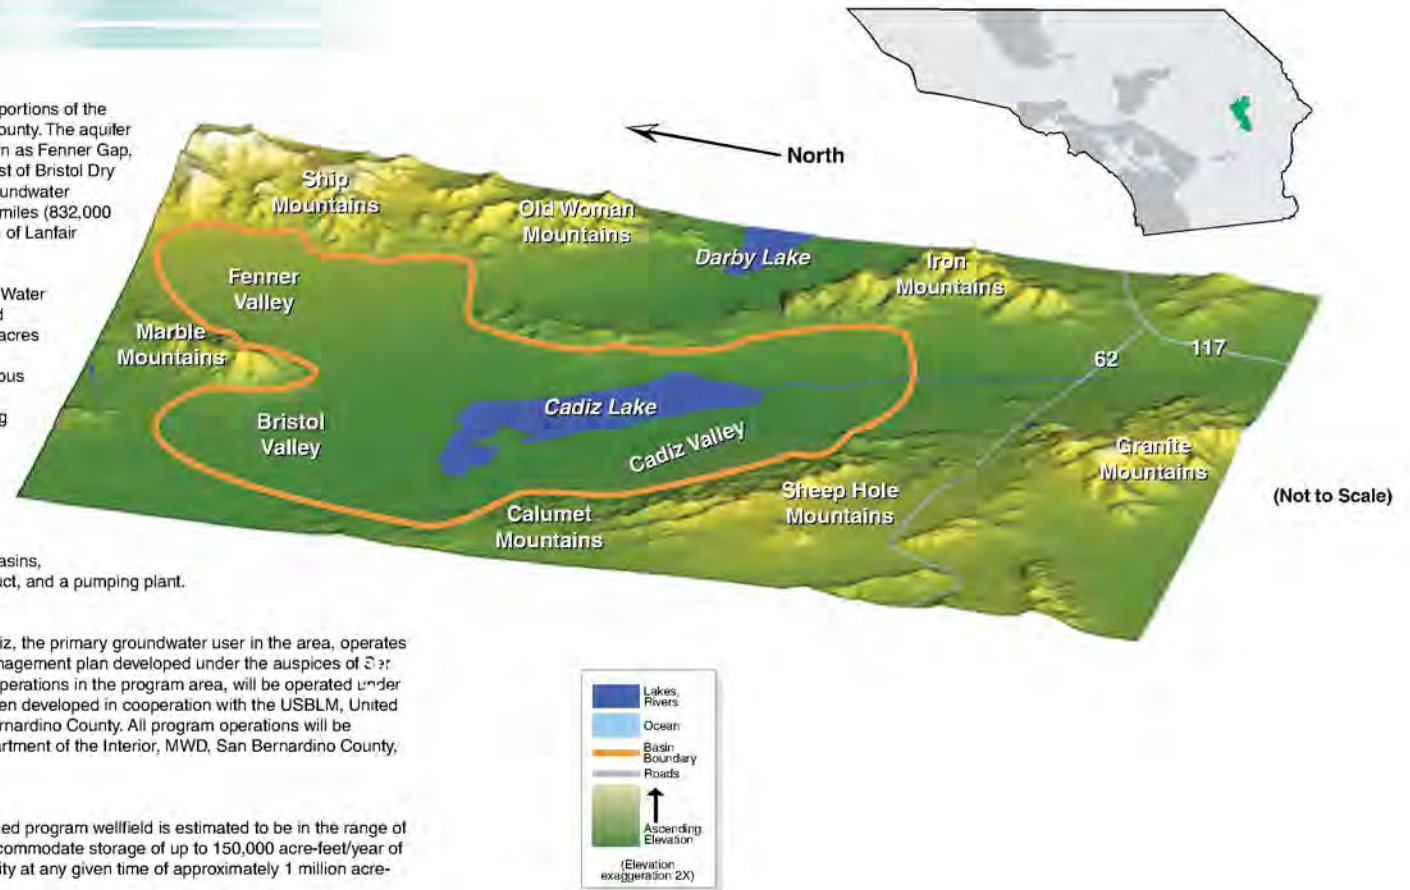 portions of the
ounty. The aquifer
n as Fenner Gap,
st of Bristol Dry
oundwater
miles (832,000
of Lanfair
Water
d
acres
ous
g
asins,
uct, and a pumping plant.
iz, the primary groundwater user in the area, operates
nagement plan developed under the auspices of
perations in the program area, will be operated under
en developed in cooperation with the USBLM, United
ernardino County. All program operations will be
artment of the Interior, MWD, San Bernardino County,
ed program wellfield is estimated to be in the range of
commodate storage of up to 150,000 acre-feet/year of
ity at any given time of approximately 1 million acre-
North
Ship
Mountains
Old Woman
Mountains
Darby Lake
Iron
Mountains
Fenner
Valley
Marble
Mountains
62
117
Cadiz Lake
Bristol
Valley
Cadiz Valley
Granite
Mountains
Sheep Hole
Mountains
Calumet
Mountains
(Not to Scale)
Lakes,
Rivers
Ocean
Basin
Boundary
Roads
Ascending
Elevation
(Elevation
exaggeration 2X)